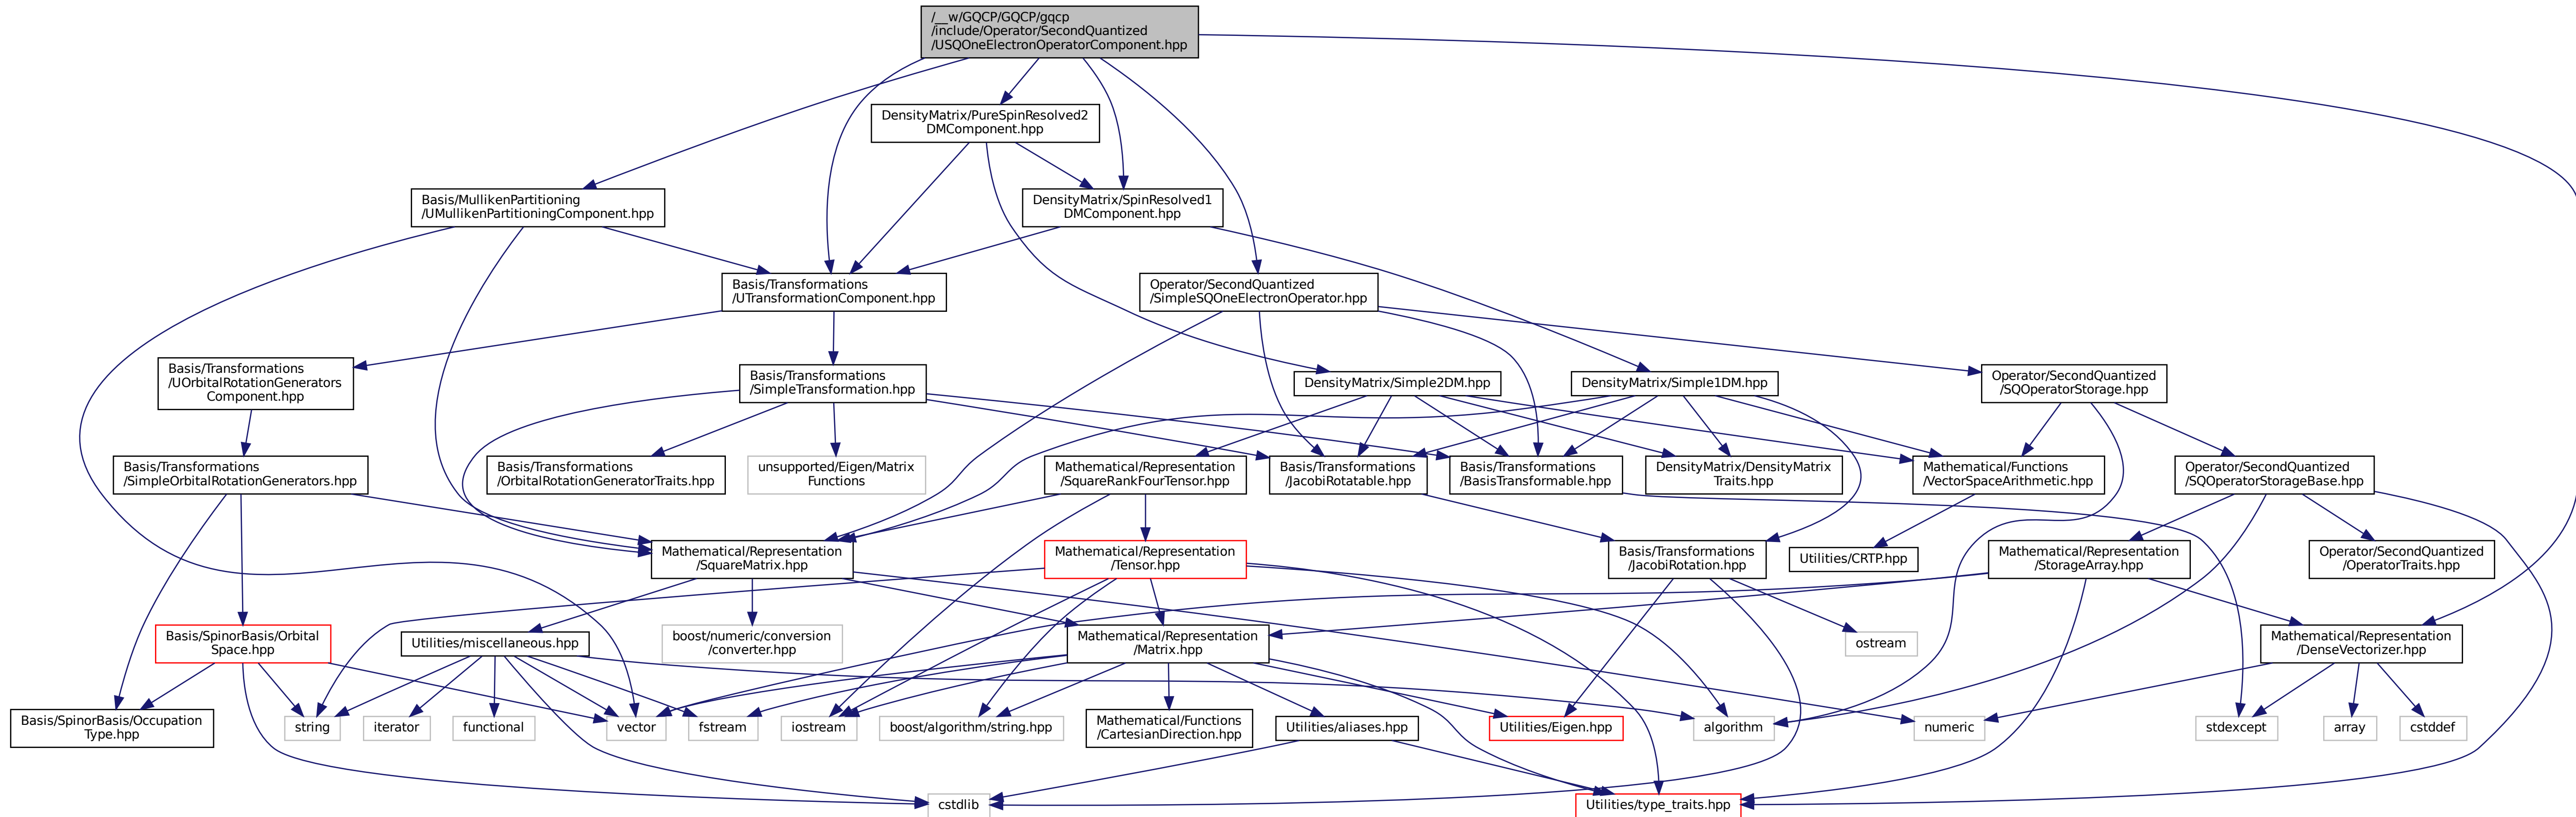 /__w/GQCP/GQCP/gqcp
/include/Operator/SecondQuantized
/USQOneElectronOperatorComponent.hpp
DensityMatrix/PureSpinResolved2
DMComponent.hpp
Basis/MullikenPartitioning
/UMullikenPartitioningComponent.hpp
DensityMatrix/SpinResolved1
DMComponent.hpp
Basis/Transformations
/UTransformationComponent.hpp
Operator/SecondQuantized
/SimpleSQOneElectronOperator.hpp
Basis/Transformations
/UOrbitalRotationGenerators
Component.hpp
Basis/Transformations
/SimpleTransformation.hpp
DensityMatrix/Simple2DM.hpp
DensityMatrix/Simple1DM.hpp
Operator/SecondQuantized
/SQOperatorStorage.hpp
Basis/Transformations
/SimpleOrbitalRotationGenerators.hpp
Basis/Transformations
/OrbitalRotationGeneratorTraits.hpp
unsupported/Eigen/Matrix
Functions
Mathematical/Representation
/SquareRankFourTensor.hpp
Basis/Transformations
/JacobiRotatable.hpp
Basis/Transformations
/BasisTransformable.hpp
DensityMatrix/DensityMatrix
Traits.hpp
Mathematical/Functions
/VectorSpaceArithmetic.hpp
Operator/SecondQuantized
/SQOperatorStorageBase.hpp
Mathematical/Representation
/SquareMatrix.hpp
Mathematical/Representation
/Tensor.hpp
Basis/Transformations
/JacobiRotation.hpp
Utilities/CRTP.hpp
Mathematical/Representation
/StorageArray.hpp
Operator/SecondQuantized
/OperatorTraits.hpp
Basis/SpinorBasis/Orbital
Space.hpp
Utilities/miscellaneous.hpp
boost/numeric/conversion
/converter.hpp
Mathematical/Representation
/Matrix.hpp
ostream
Mathematical/Representation
/DenseVectorizer.hpp
Basis/SpinorBasis/Occupation
Type.hpp
string
iterator
functional
vector
fstream
iostream
boost/algorithm/string.hpp
Mathematical/Functions
/CartesianDirection.hpp
Utilities/aliases.hpp
Utilities/Eigen.hpp
algorithm
numeric
stdexcept
array
cstddef
cstdlib
Utilities/type_traits.hpp